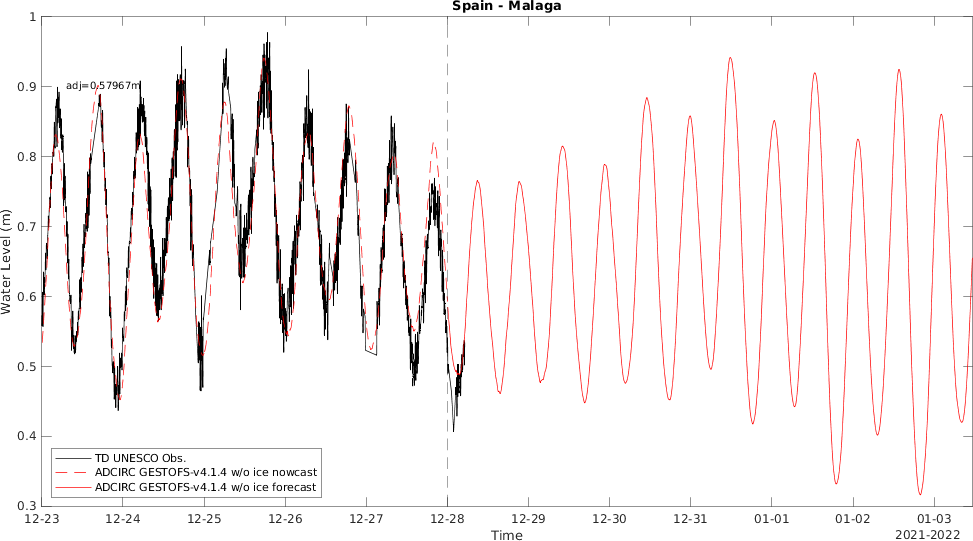 Spain - Malaga
1
0.9
0.8
0.7
0.6
0.5
0.4
0.3
Water Level (m)
adj=0.57967m
TD UNESCO Obs.
ADCIRC GESTOFS-v4.1.4 w/o ice nowcast
ADCIRC GESTOFS-v4.1.4 w/o ice forecast
12-23 12-24 12-25 12-26 12-27 12-28 12-29 12-30 12-31 01-01 01-02 01-03
Time
2021-2022